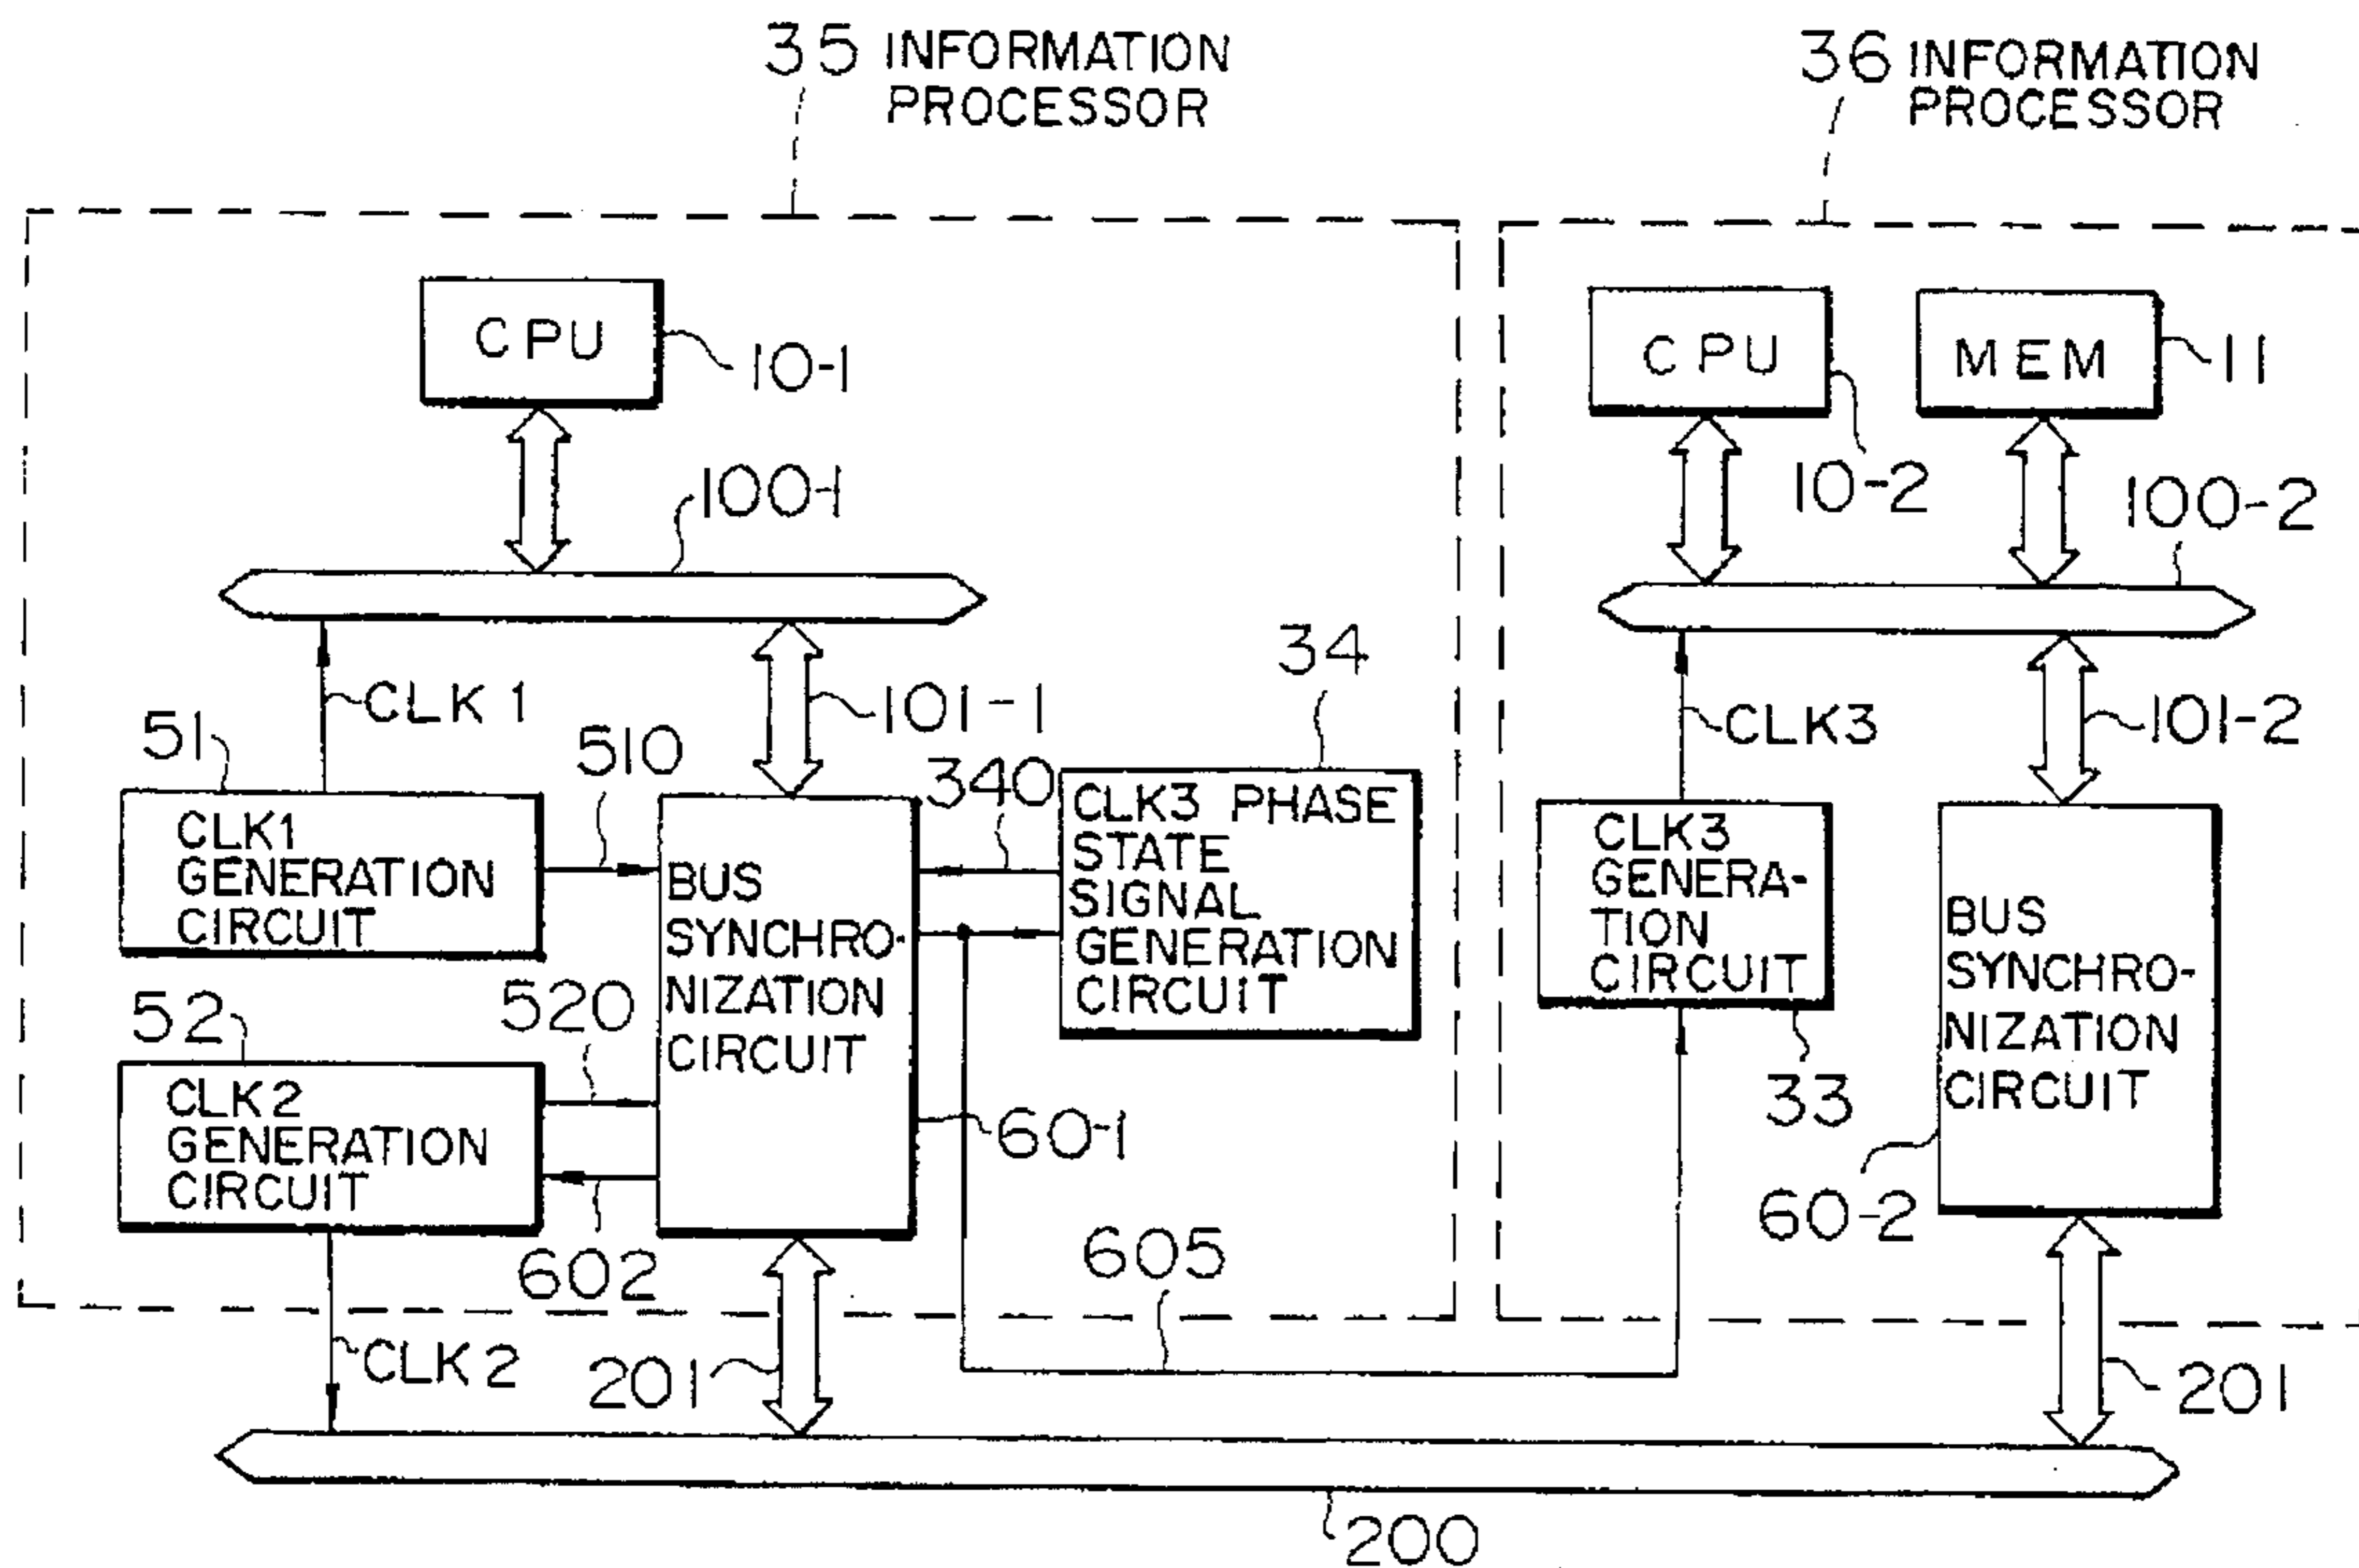 35 INFORMATION
PROCESSOR
36 INFORMATION
PROCESSOR
CPU
10-1
100-1
CLK 1
101-1
51
CLK1
GENERATION
CIRCUIT
510
BUS
SYNCHRO-
NIZATION
CIRCUIT
340
34
CLK3 PHASE
STATE
SIGNAL
GENERATION
CIRCUIT
52
CLK2
GENERATION
CIRCUIT
520
602
60-1
CLK2
201
605
CPU
10-2
MEM
11
100-2
CLK3
101-2
CLK3
GENERA-
TION
CIRCUIT
33
BUS
SYNCHRO-
NIZATION
CIRCUIT
60-2
201
200